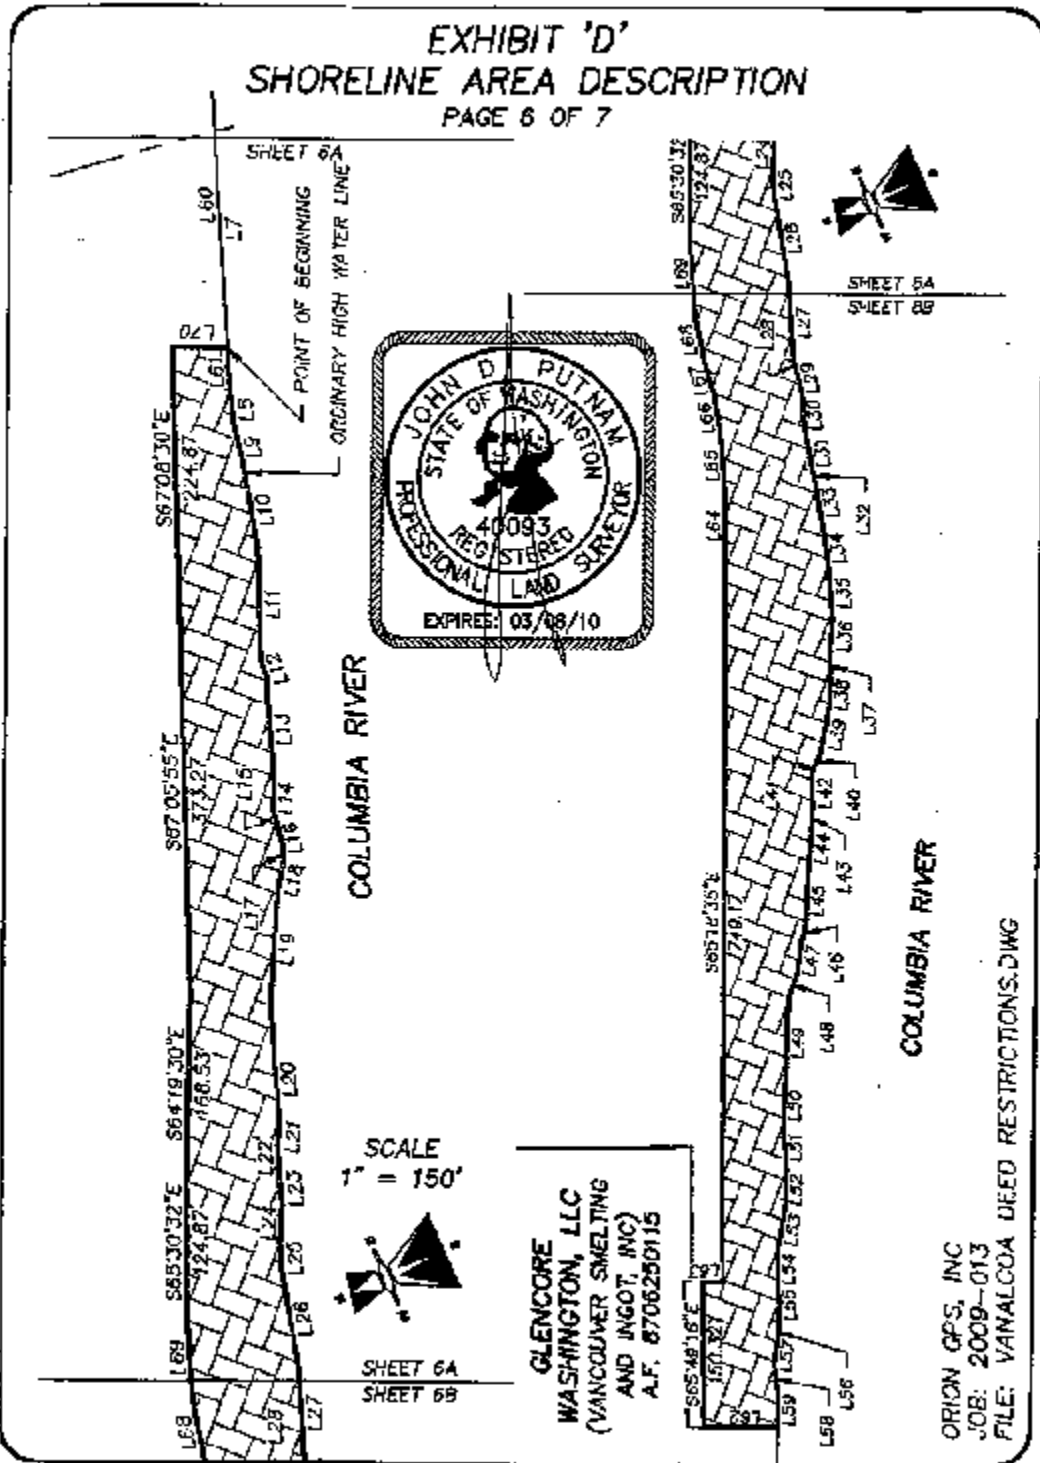 EXHIBIT 'D'
SHORELINE AREA DESCRIPTION
PAGE 6 OF 7
SHEET 6A
L60
L7
POINT OF BEGINNING
ORDINARY HIGH WATER LINE
L70
L61
L9
L10
L11
L12
L13
L14
L15
L16
L17
L18
L19
L20
L21
L22
L23
L24
L25
L26
L27
L28
S67°08'30"E
224.87
S67°05'55"E
373.27
S64°19'30"E
168.53'
S65°30'32"E
124.87'
L69
L68
SHEET 6A
SHEET 6B
COLUMBIA RIVER
SCALE
1" = 150'
JOHN D. PUTNAM
STATE OF WASHINGTON
40093
REGISTERED
PROFESSIONAL LAND SURVEYOR
EXPIRES: 03/08/10
S65°30'32
124.87
L25
L26
SHEET 6A
SHEET 6B
L69
L68
L67
L66
L65
L64
L27
L28
L29
L30
L31
L32
L33
L34
L35
L36
L37
L38
L39
L40
L41
L42
L43
L44
L45
L46
L47
L48
L49
L50
L51
L52
L53
L54
L55
L56
L57
L58
L59
COLUMBIA RIVER
S65°48'16"E
GLENCORE
WASHINGTON, LLC
(VANCOUVER SMELTING
AND INGOT, INC)
A.F. 8706250115
ORION GPS, INC
JOB: 2009-013
FILE: VANALCOA DEED RESTRICTIONS.DWG